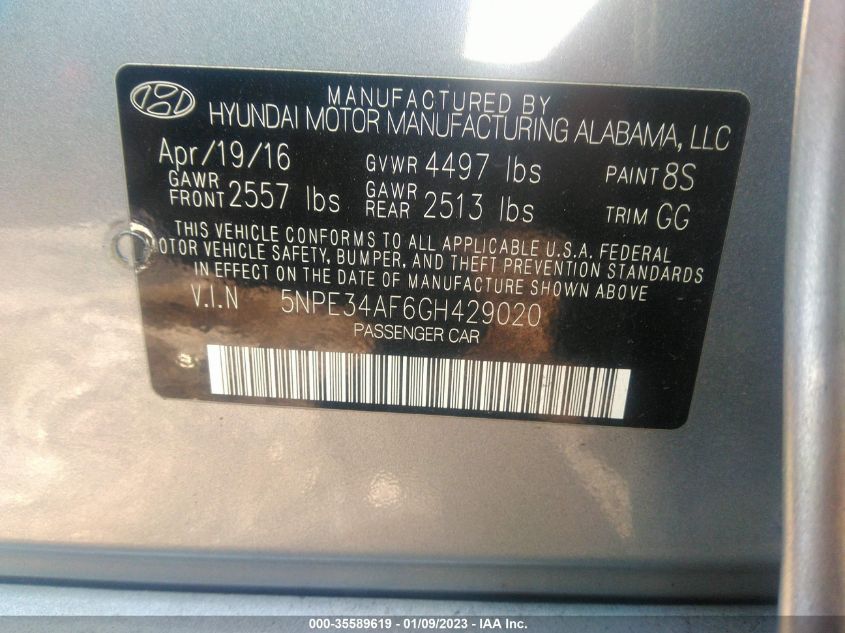 MANUFACTURED BY
HYUNDAI MOTOR MANUFACTURING ALABAMA, LLC
Apr/19/16 GVWR 4497 lbs PAINT 8S
GAWR FRONT 2557 lbs GAWR REAR 2513 lbs TRIM GG
THIS VEHICLE CONFORMS TO ALL APPLICABLE U.S.A. FEDERAL
MOTOR VEHICLE SAFETY, BUMPER, AND THEFT PREVENTION STANDARDS
IN EFFECT ON THE DATE OF MANUFACTURE SHOWN ABOVE
V.I.N 5NPE34AF6GH429020
PASSENGER CAR
000-35589619 - 01/09/2023 - IAA Inc.